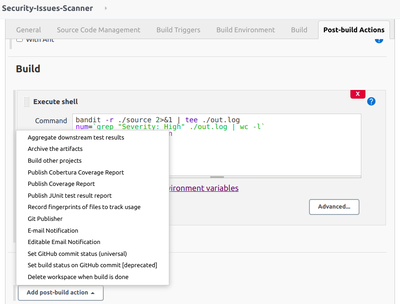 Security-Issues-Scanner
General
Source Code Management
Build Triggers
Build Environment
Build
Post-build Actions
With Ant
?
Build
Execute shell
X
?
Command
bandit -r ./source 2>&1 | tee ./out.log
num=`grep "Severity: High" ./out.log | wc -l`
Aggregate downstream test results
Archive the artifacts
Build other projects
Publish Cobertura Coverage Report
Publish Coverage Report
Publish JUnit test result report
Record fingerprints of files to track usage
Git Publisher
E-mail Notification
Editable Email Notification
Set GitHub commit status (universal)
Set build status on GitHub commit [deprecated]
Delete workspace when build is done
vironment variables
Advanced...
Add post-build action